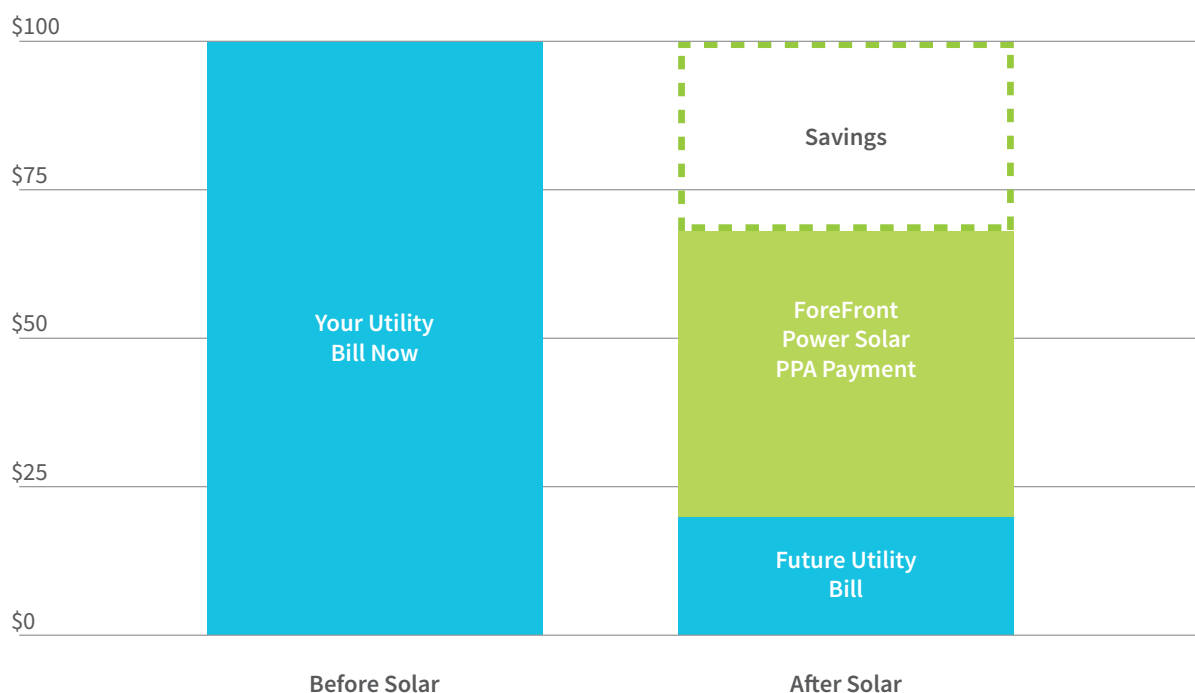 $100
Savings
$75
ForeFront
Power Solar
PPA Payment
Your Utility
Bill Now
$50
$25
Future Utility
Bill
$0
Before Solar
After Solar